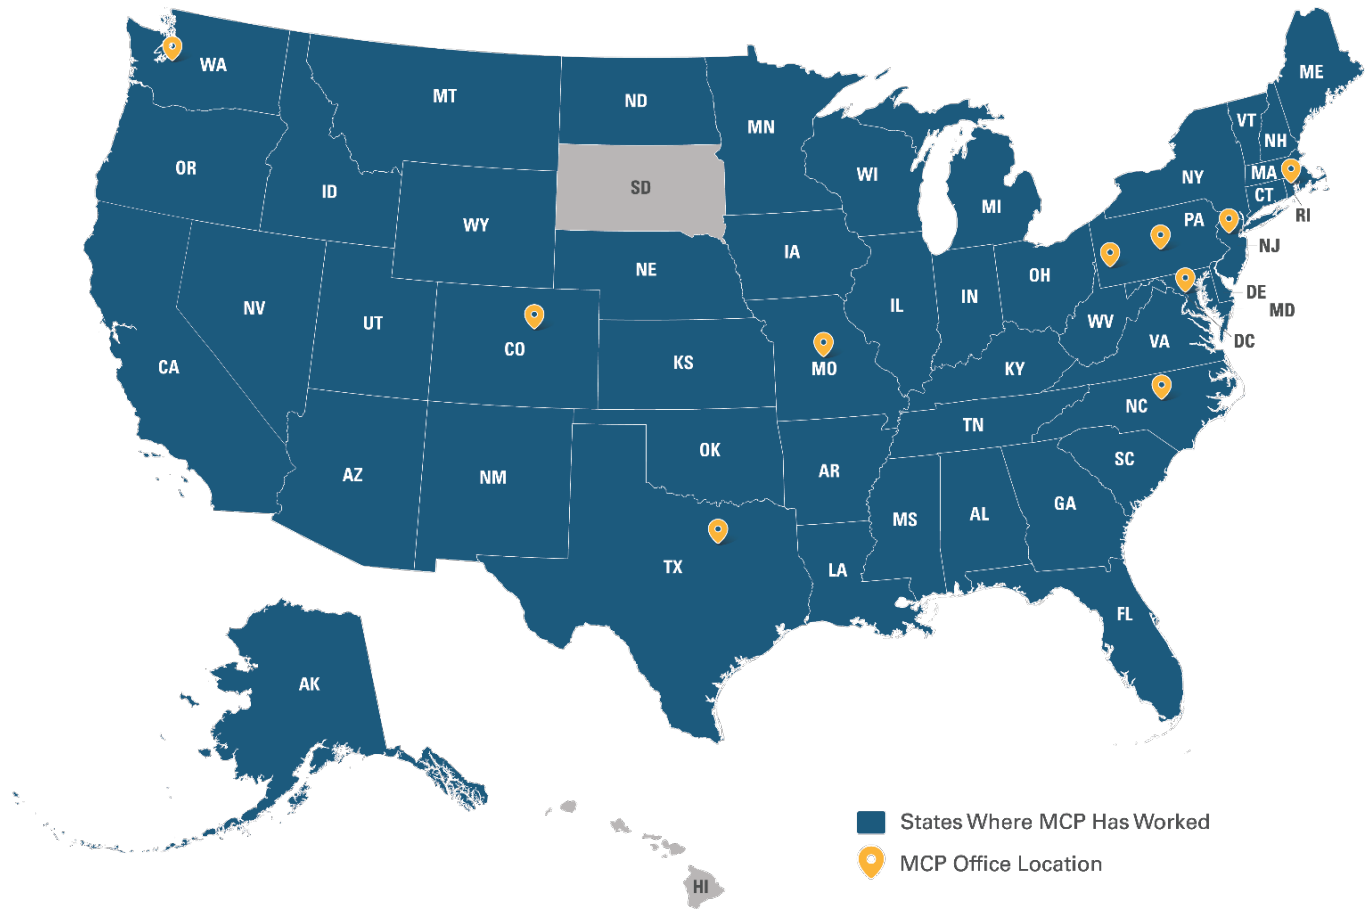 WA
MT
ND
MN
ME
VT
NH
OR
ID
SD
WI
MI
NY
MA
CT
RI
WY
PA
NJ
IA
NE
OH
IN
IL
DE
MD
NV
UT
CO
WV
VA
DC
CA
KS
MO
KY
NC
TN
AZ
NM
OK
AR
SC
MS
AL
GA
TX
LA
FL
AK
HI
States Where MCP Has Worked
MCP Office Location